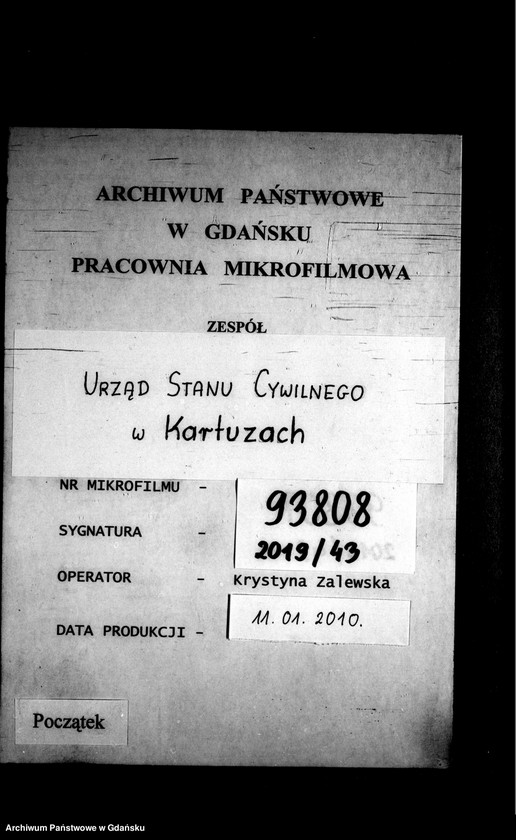 ARCHIWUM PAŃSTWOWE
W GDAŃSKU
PRACOWNIA MIKROFILMOWA
ZESPÓŁ
URZĄD STANU CYWILNEGO
w Kartuzach
NR MIKROFILMU - 93808
SYGNATURA - 2019/43
OPERATOR - Krystyna Zalewska
DATA PRODUKCJI - 11.01.2010.
Początek
Archiwum Państwowe w Gdańsku